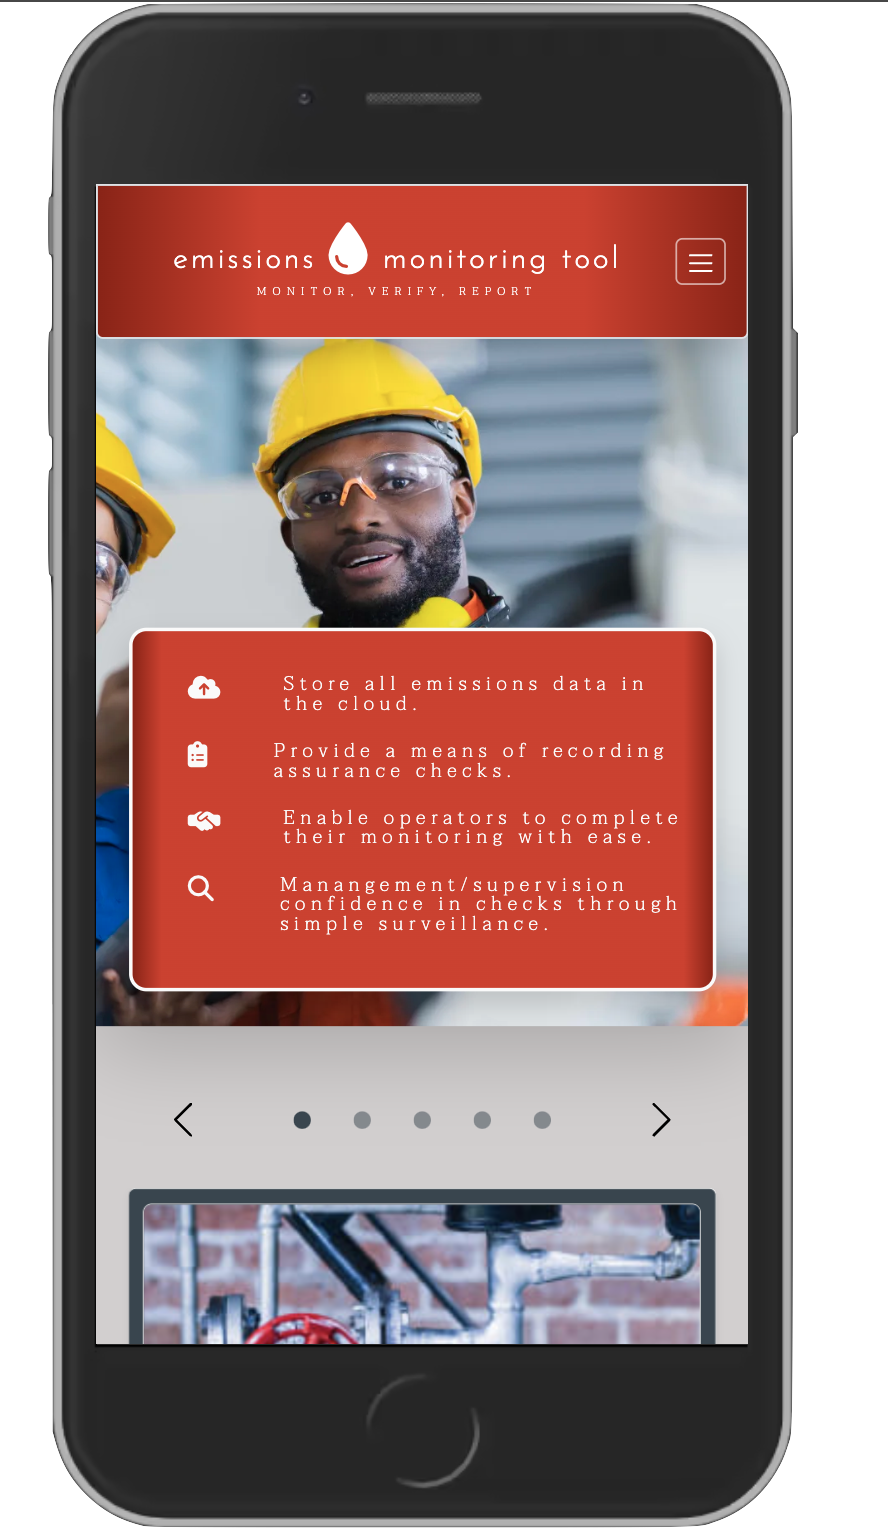 emissions monitoring tool
MONITOR, VERIFY, REPORT
Store all emissions data in
the cloud.
Provide a means of recording
assurance checks.
Enable operators to complete
their monitoring with ease.
Manangement/supervision
confidence in checks through
simple surveillance.